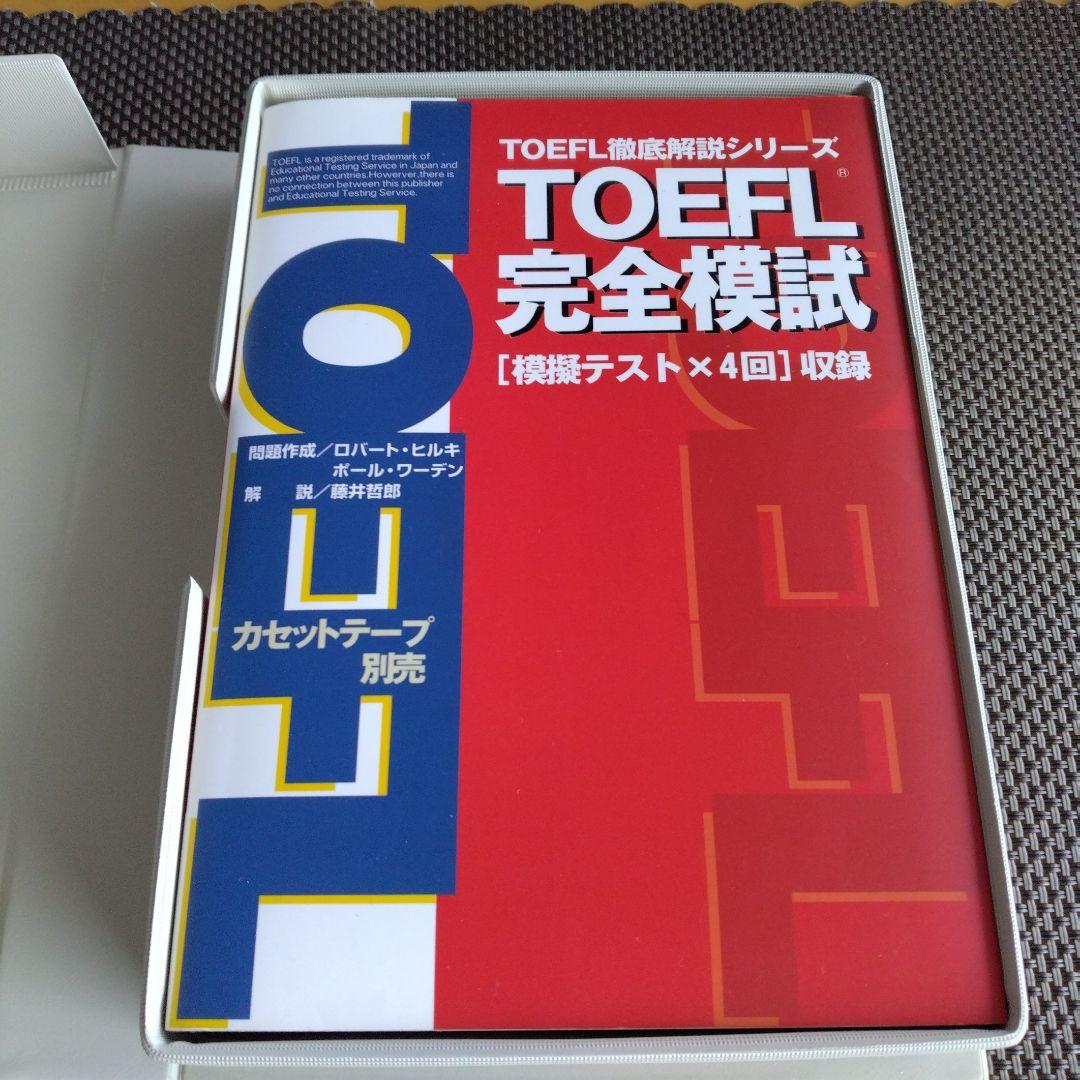 TOEFL is a registered trademark of
Educational Testing Service in Japan and
many other countries.Howerver,there is
no connection between this publisher
and Educational Testing Service.
TOEFL徹底解説シリーズ
TOEFL®
完全模試
[模擬テスト×4回]収録
問題作成/ロバート・ヒルキ
ポール・ワーデン
解 説/藤井哲郎
カセットテープ
別売
TOEFL
TOEFL